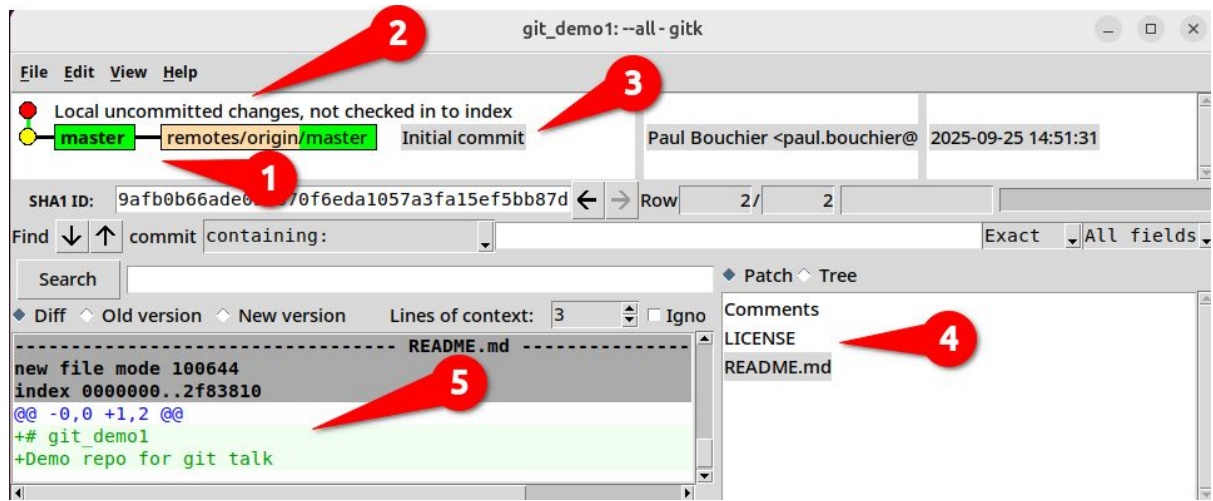 git_demo1: --all - gitk
File Edit View Help
2
3
Local uncommitted changes, not checked in to index
master remotes/origin/master Initial commit Paul Bouchier <paul.bouchier@ 2025-09-25 14:51:31
1
SHA1 ID: Row 2/ 2
Find commit containing: Exact All fields
Search Patch Tree
Diff Old version New version Lines of context: 3 Igno
Comments
LICENSE
README.md
4
---------------------------------- README.md ---------------
new file mode 100644
index 0000000..2f83810
5
@@ -0,0 +1,2 @@
+# git_demo1
+Demo repo for git talk